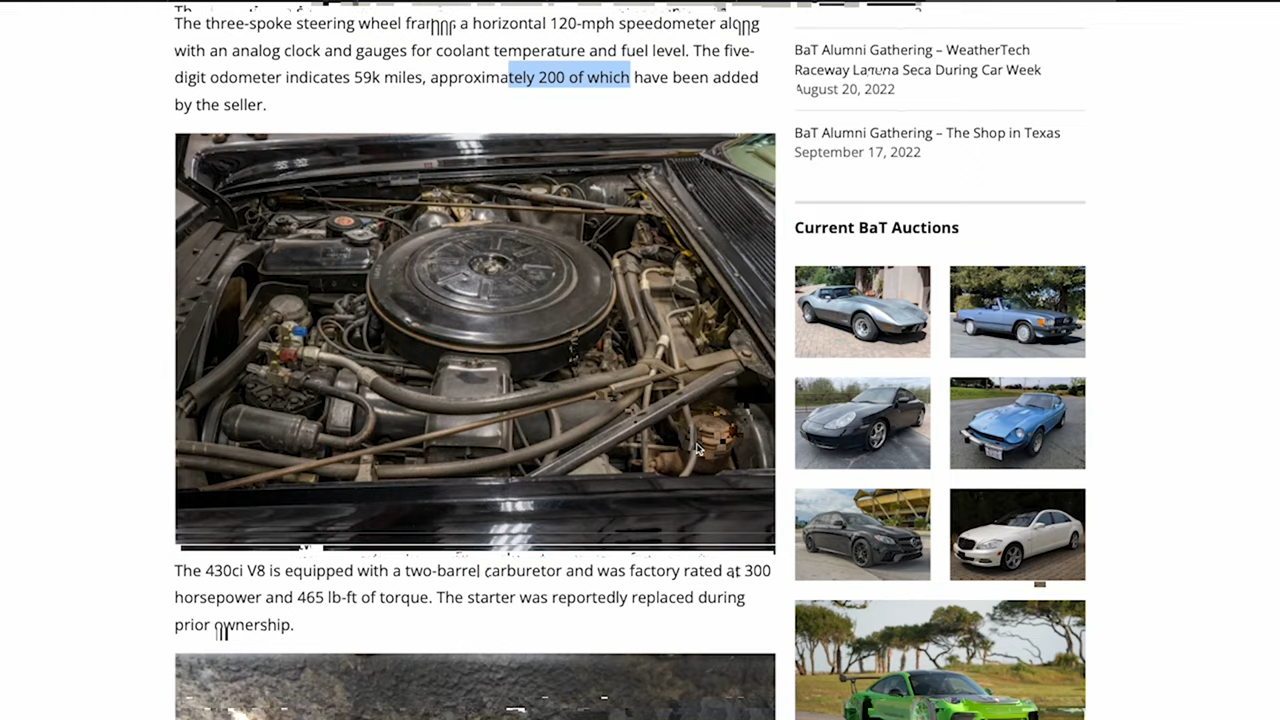 The three-spoke steering wheel frames a horizontal 120-mph speedometer along
with an analog clock and gauges for coolant temperature and fuel level. The five-
digit odometer indicates 59k miles, approximately 200 of which have been added
by the seller.
The 430ci V8 is equipped with a two-barrel carburetor and was factory rated at 300
horsepower and 465 lb-ft of torque. The starter was reportedly replaced during
prior ownership.
BaT Alumni Gathering – WeatherTech
Raceway Laguna Seca During Car Week
August 20, 2022
BaT Alumni Gathering – The Shop in Texas
September 17, 2022
Current BaT Auctions